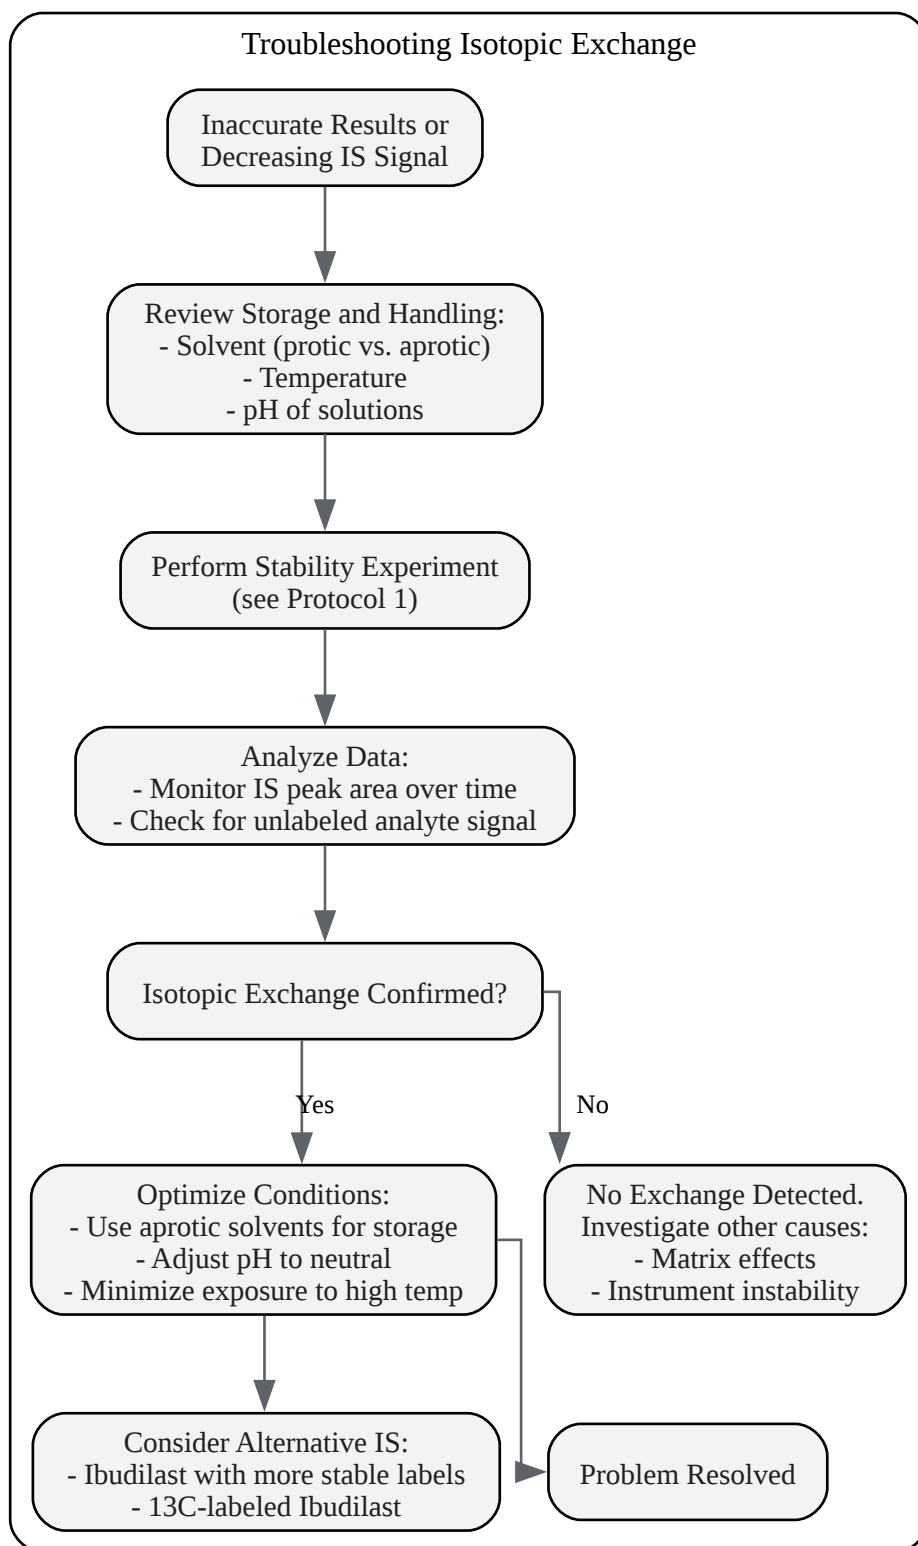 Troubleshooting Isotopic Exchange
Inaccurate Results or
Decreasing IS Signal
Review Storage and Handling:
- Solvent (protic vs. aprotic)
- Temperature
- pH of solutions
Perform Stability Experiment
(see Protocol 1)
Analyze Data:
- Monitor IS peak area over time
- Check for unlabeled analyte signal
Isotopic Exchange Confirmed?
Yes
No
Optimize Conditions:
- Use aprotic solvents for storage
- Adjust pH to neutral
- Minimize exposure to high temp
No Exchange Detected.
Investigate other causes:
- Matrix effects
- Instrument instability
Consider Alternative IS:
- Ibudilast with more stable labels
- 13C-labeled Ibudilast
Problem Resolved